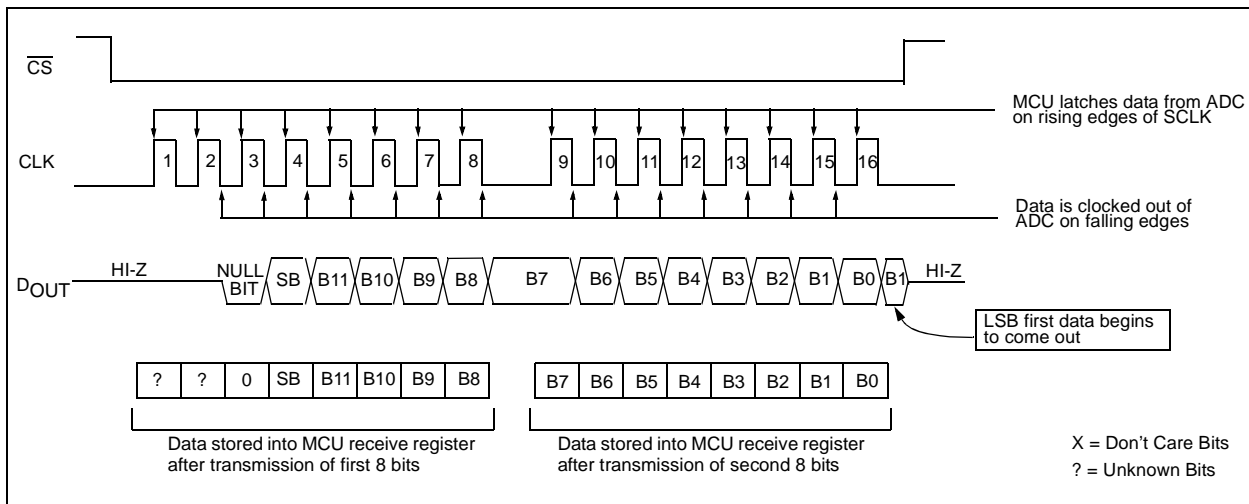 CS
MCU latches data from ADC
on rising edges of SCLK
CLK
1 2 3 4 5 6 7 8 9 10 11 12 13 14 15 16
Data is clocked out of
ADC on falling edges
DOUT
HI-Z
NULL
BIT
SB B11 B10 B9 B8 B7 B6 B5 B4 B3 B2 B1 B0 B1
HI-Z
LSB first data begins
to come out
? ? 0 SB B11 B10 B9 B8
B7 B6 B5 B4 B3 B2 B1 B0
Data stored into MCU receive register
after transmission of first 8 bits
Data stored into MCU receive register
after transmission of second 8 bits
X = Don't Care Bits
? = Unknown Bits